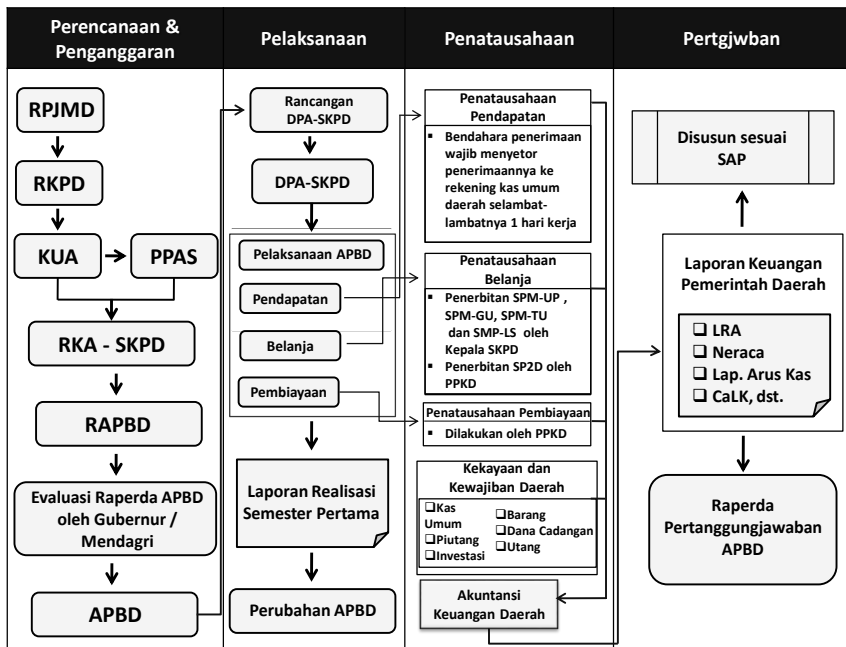 Perencanaan &
Penganggaran
RPJMD
RKPD
KUA
PPAS
RKA - SKPD
RAPBD
Evaluasi Raperda APBD
oleh Gubernur /
Mendagri
APBD
Pelaksanaan
Rancangan
DPA-SKPD
DPA-SKPD
Pelaksanaan APBD
Pendapatan
Belanja
Pembiayaan
Laporan Realisasi
Semester Pertama
Perubahan APBD
Penatausahaan
Penatausahaan
Pendapatan
▪ Bendahara penerimaan
wajib menyetor
penerimaannya ke
rekening kas umum
daerah selambat-
lambatnya 1 hari kerja
Penatausahaan
Belanja
▪ Penerbitan SPM-UP ,
SPM-GU, SPM-TU
dan SMP-LS oleh
Kepala SKPD
▪ Penerbitan SP2D oleh
PPKD
Penatausahaan Pembiayaan
▪ Dilakukan oleh PPKD
Kekayaan dan
Kewajiban Daerah
❑Kas
Umum
❑Piutang
❑Investasi
❑Barang
❑Dana Cadangan
❑Utang
Akuntansi
Keuangan Daerah
Pertgjwban
Disusun sesuai
SAP
Laporan Keuangan
Pemerintah Daerah
❑ LRA
❑ Neraca
❑ Lap. Arus Kas
❑ CaLK, dst.
Raperda
Pertanggungjawaban
APBD